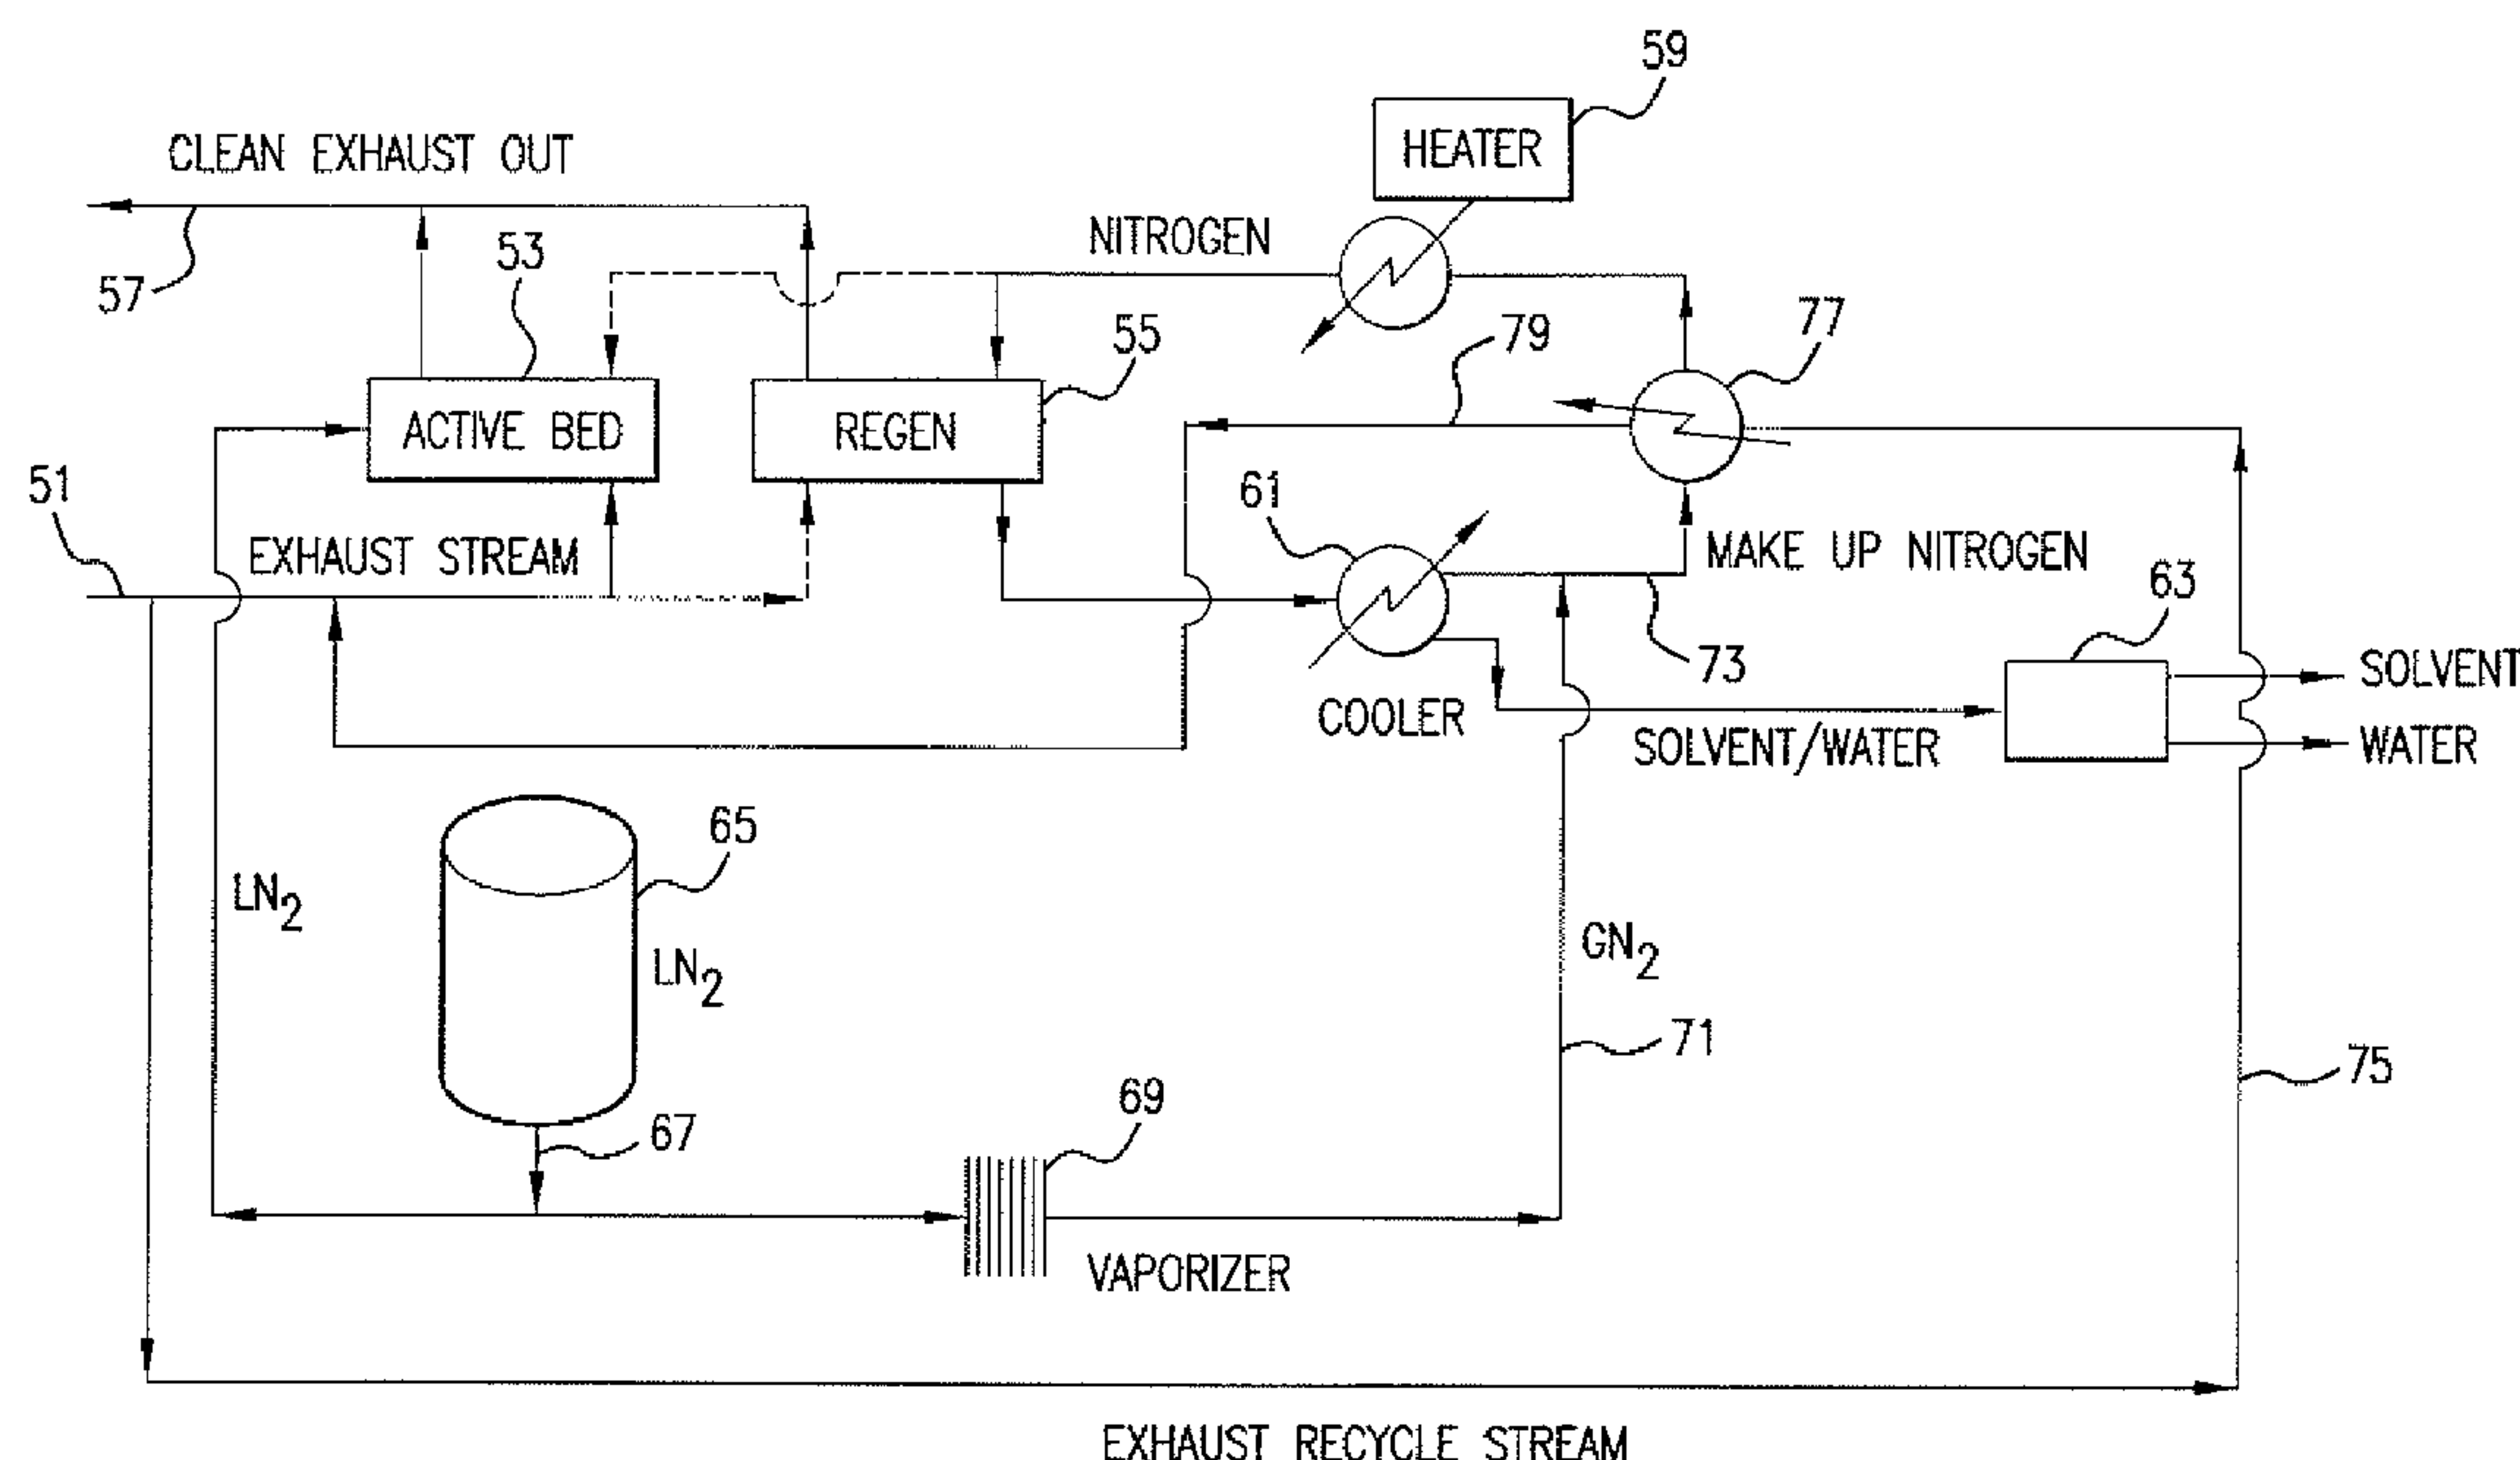 59
HEATER
CLEAN EXHAUST OUT
NITROGEN
53
57
79
77
55
ACTIVE BED
REGEN
51
61
EXHAUST STREAM
MAKE UP NITROGEN
63
73
SOLVENT
COOLER
SOLVENT/WATER
WATER
65
LN2
LN2
GN2
71
75
67
69
VAPORIZER
EXHAUST RECYCLE STREAM